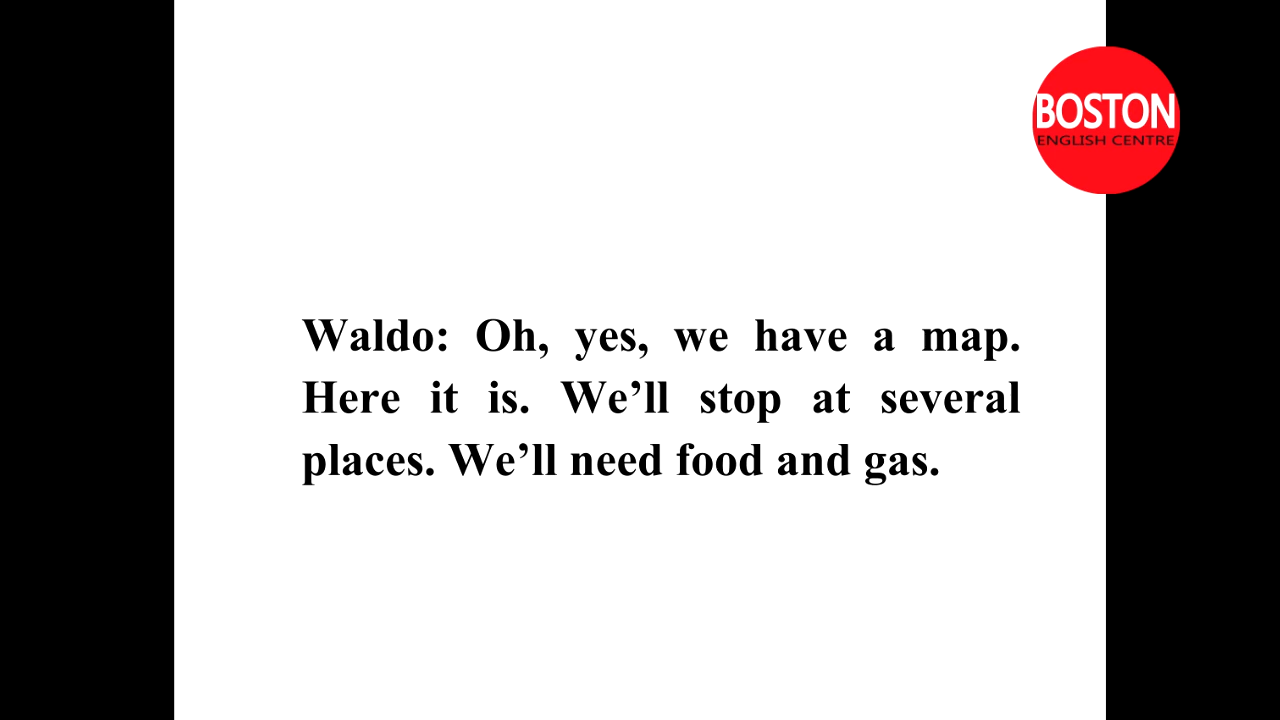 BOSTON
ENGLISH CENTRE
Waldo: Oh, yes, we have a map.
Here it is. We’ll stop at several
places. We’ll need food and gas.